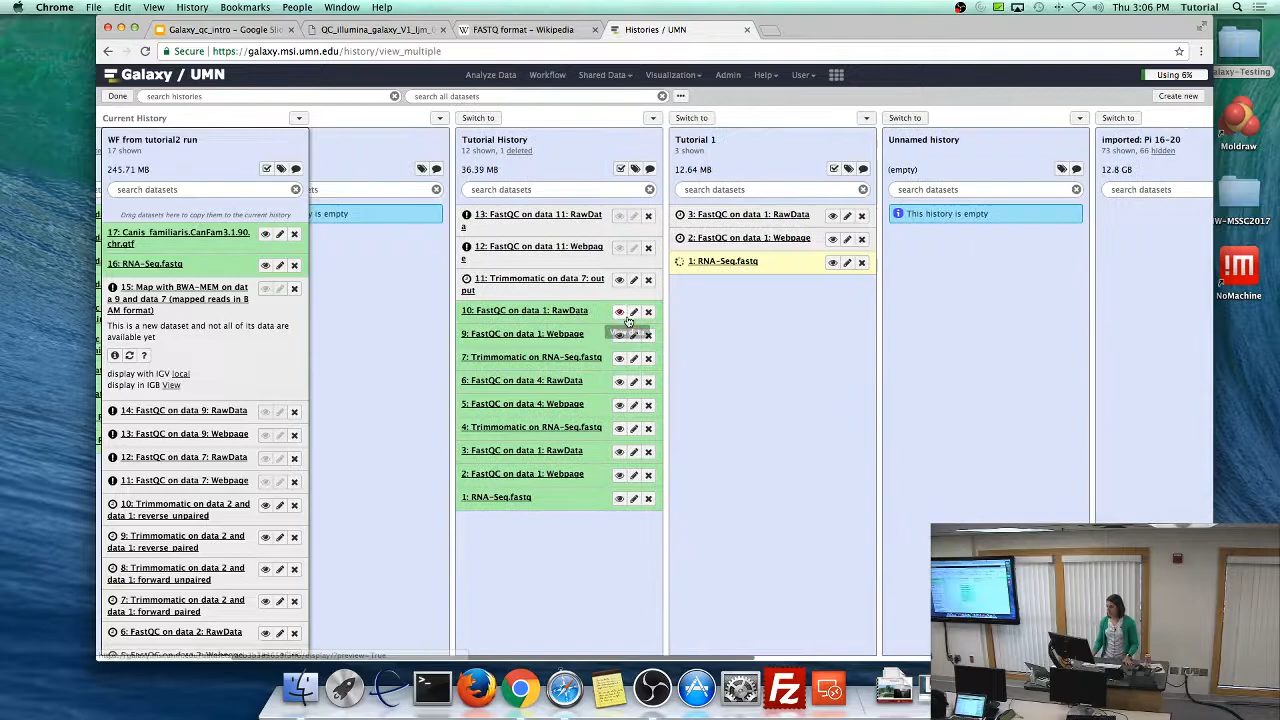 Chrome File Edit View History Bookmarks People Window Help
Thu 3:06 PM Tutorial
Galaxy_qc_intro – Google Slid
QC_illumina_galaxy_V1_ljm_
FASTQ format – Wikipedia
Histories / UMN
Secure https://galaxy.msi.umn.edu/history/view_multiple
Galaxy / UMN
Analyze Data Workflow Shared Data Visualization Admin Help User
Using 6%
Done search histories search all datasets Create new
Current History
WF from tutorial2 run
17 shown
245.71 MB
search datasets
Drag datasets here to copy them to the current history
17: Canis_familiaris.CanFam3.1.90.
chr.gtf
16: RNA-Seq.fastq
15: Map with BWA-MEM on dat
a 9 and data 7 (mapped reads in B
AM format)
This is a new dataset and not all of its data are
available yet
display with IGV local
display in IGB View
14: FastQC on data 9: RawData
13: FastQC on data 9: Webpage
12: FastQC on data 7: RawData
11: FastQC on data 7: Webpage
10: Trimmomatic on data 2 and
data 1: reverse_unpaired
9: Trimmomatic on data 2 and
data 1: reverse_paired
8: Trimmomatic on data 2 and
data 1: forward_unpaired
7: Trimmomatic on data 2 and
data 1: forward_paired
6: FastQC on data 2: RawData
tets
y is empty
Switch to
Tutorial History
12 shown, 1 deleted
36.39 MB
search datasets
13: FastQC on data 11: RawDat
a
12: FastQC on data 11: Webpag
e
11: Trimmomatic on data 7: out
put
10: FastQC on data 1: RawData
9: FastQC on data 1: Webpage
7: Trimmomatic on RNA-Seq.fastq
6: FastQC on data 4: RawData
5: FastQC on data 4: Webpage
4: Trimmomatic on RNA-Seq.fastq
3: FastQC on data 1: RawData
2: FastQC on data 1: Webpage
1: RNA-Seq.fastq
Switch to
Tutorial 1
3 shown
12.64 MB
search datasets
3: FastQC on data 1: RawData
2: FastQC on data 1: Webpage
1: RNA-Seq.fastq
Switch to
Unnamed history
(empty)
search datasets
This history is empty
Switch to
imported: Pi 16-20
73 shown, 66 hidden
12.8 GB
search datasets
alaxy-Testing
Moldraw
W-MSSC2017
NoMachine